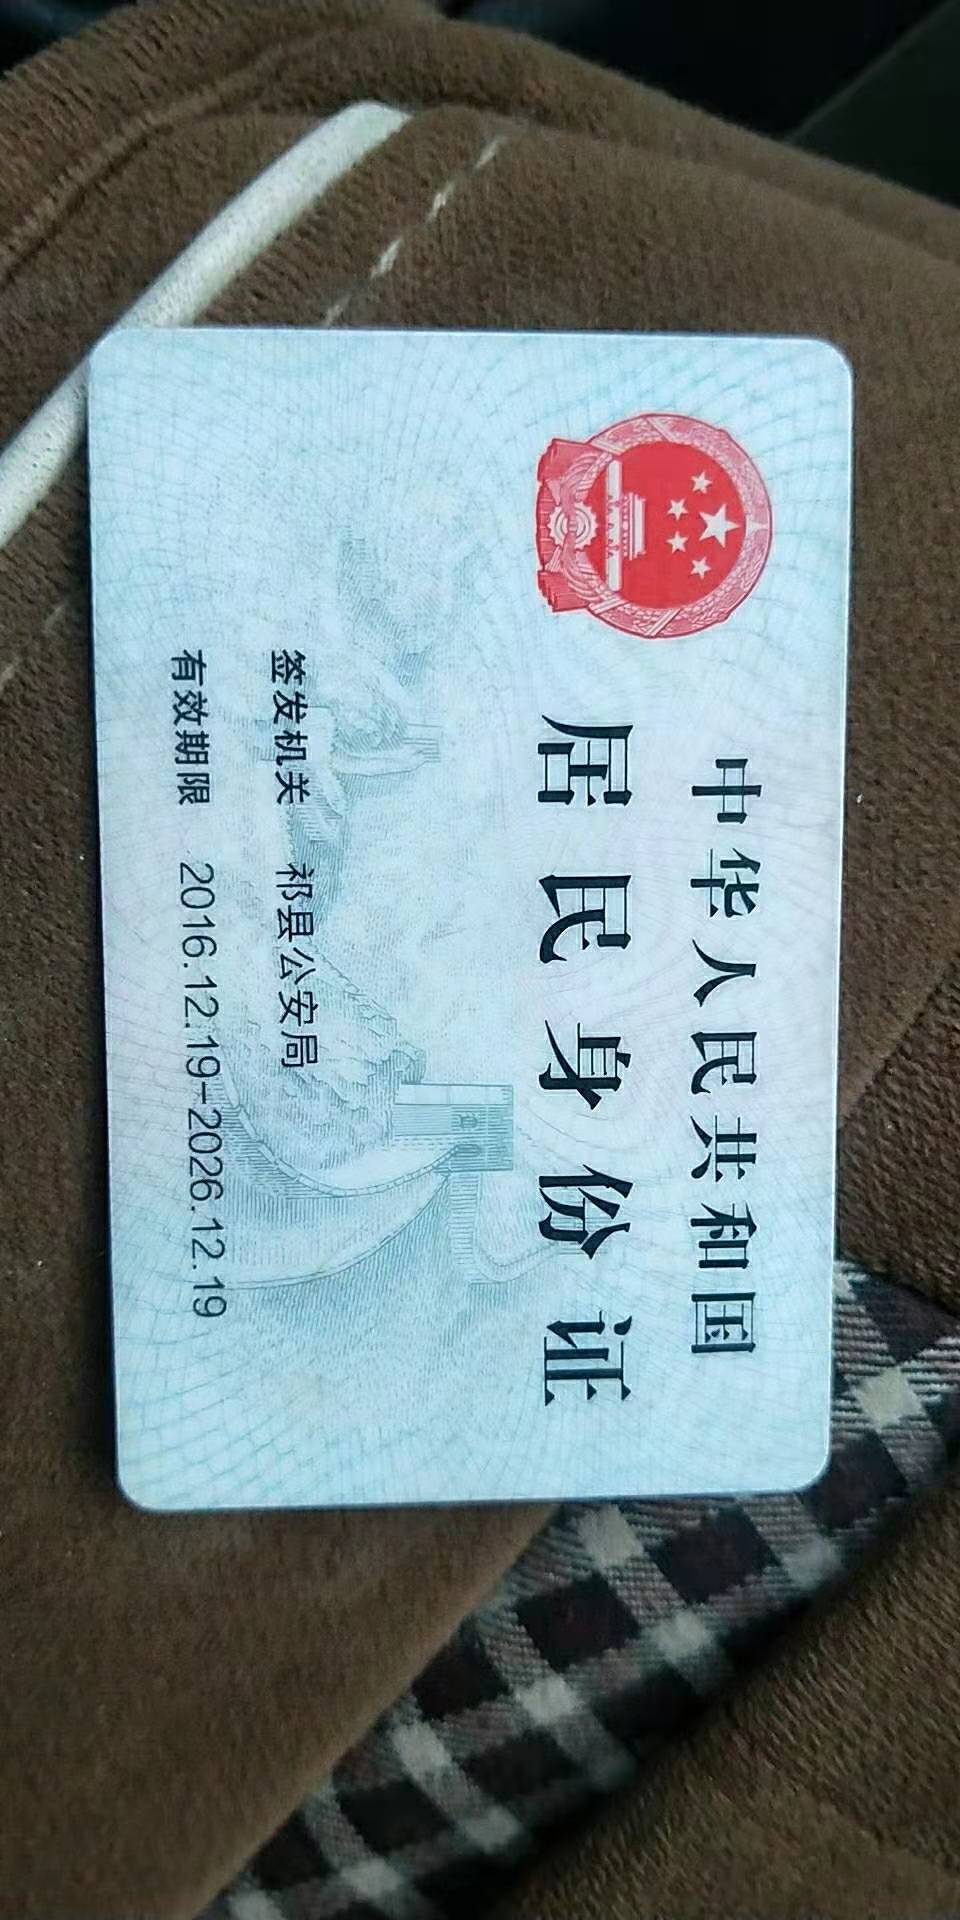 中华人民共和国
居民身份证
签发机关 祁县公安局
有效期限 2016.12.19-2026.12.19